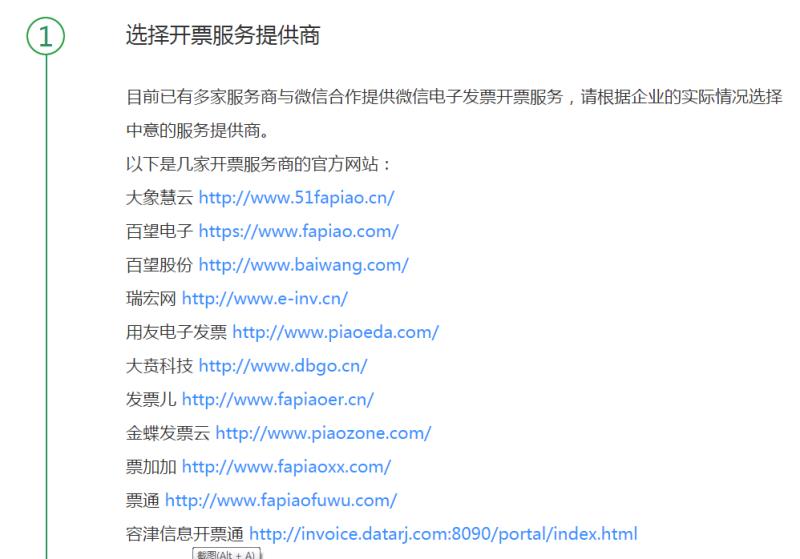 1
选择开票服务提供商
目前已有多家服务商与微信合作提供微信电子发票开票服务，请根据企业的实际情况选择
中意的服务提供商。
以下是几家开票服务商的官方网站：
大象慧云 http://www.51fapiao.cn/
百望电子 https://www.fapiao.com/
百望股份 http://www.baiwang.com/
瑞宏网 http://www.e-inv.cn/
用友电子发票 http://www.piaoeda.com/
大贲科技 http://www.dbgo.cn/
发票儿 http://www.fapiaoer.cn/
金蝶发票云 http://www.piaozone.com/
票加加 http://www.fapiaoxx.com/
票通 http://www.fapiaofuwu.com/
容津信息开票通 http://invoice.datarj.com:8090/portal/index.html
截图(Alt + A)